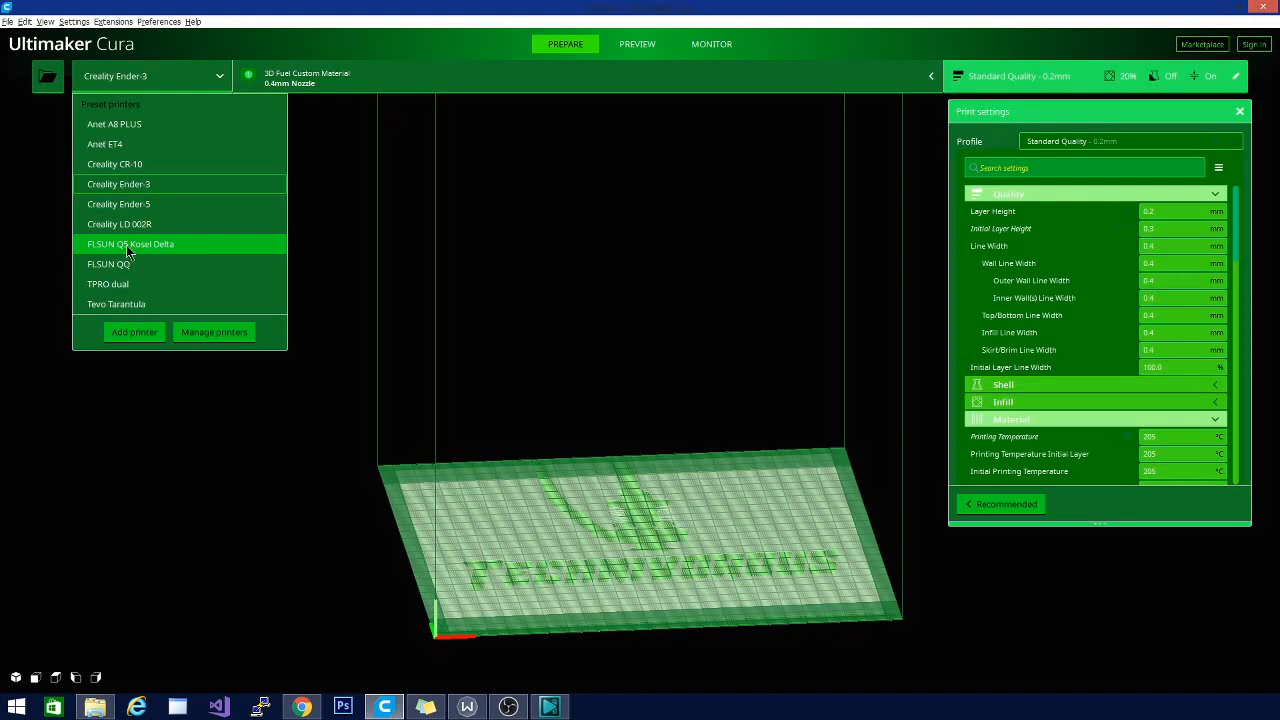 File Edit View Settings Extensions Preferences Help
Ultimaker Cura
PREPARE
PREVIEW
MONITOR
Marketplace
Sign in
Creality Ender-3
3D Fuel Custom Material
0.4mm Nozzle
Standard Quality - 0.2mm
20%
Off
On
Preset printers
Anet A8 PLUS
Anet ET4
Creality CR-10
Creality Ender-3
Creality Ender-5
Creality LD 002R
FLSUN Q5 Kosel Delta
FLSUN QQ
TPRO dual
Tevo Tarantula
Add printer
Manage printers
Print settings
Profile
Standard Quality - 0.2mm
Search settings
Quality
Layer Height 0.2 mm
Initial Layer Height 0.3 mm
Line Width 0.4 mm
Wall Line Width 0.4 mm
Outer Wall Line Width 0.4 mm
Inner Wall(s) Line Width 0.4 mm
Top/Bottom Line Width 0.4 mm
Infill Line Width 0.4 mm
Skirt/Brim Line Width 0.4 mm
Initial Layer Line Width 100.0 %
Shell
Infill
Material
Printing Temperature 205 °C
Printing Temperature Initial Layer 205 °C
Initial Printing Temperature 205 °C
Recommended
Ps